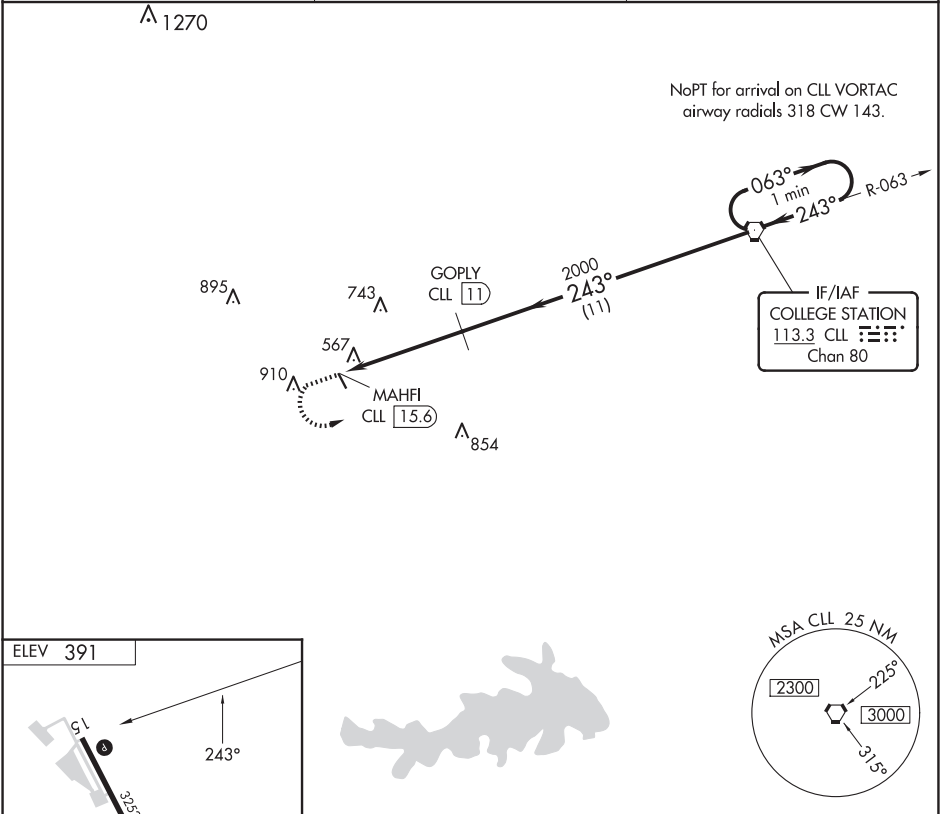 1270
NoPT for arrival on CLL VORTAC
airway radials 318 CW 143.
063°
1 min
243°
R-063
2000
243°
(11)
GOPLY
CLL 11
895
743
567
910
MAHFI
CLL 15.6
854
IF/IAF
COLLEGE STATION
113.3 CLL
Chan 80
MSA CLL 25 NM
2300
225°
3000
315°
ELEV 391
15
P
243°
325°